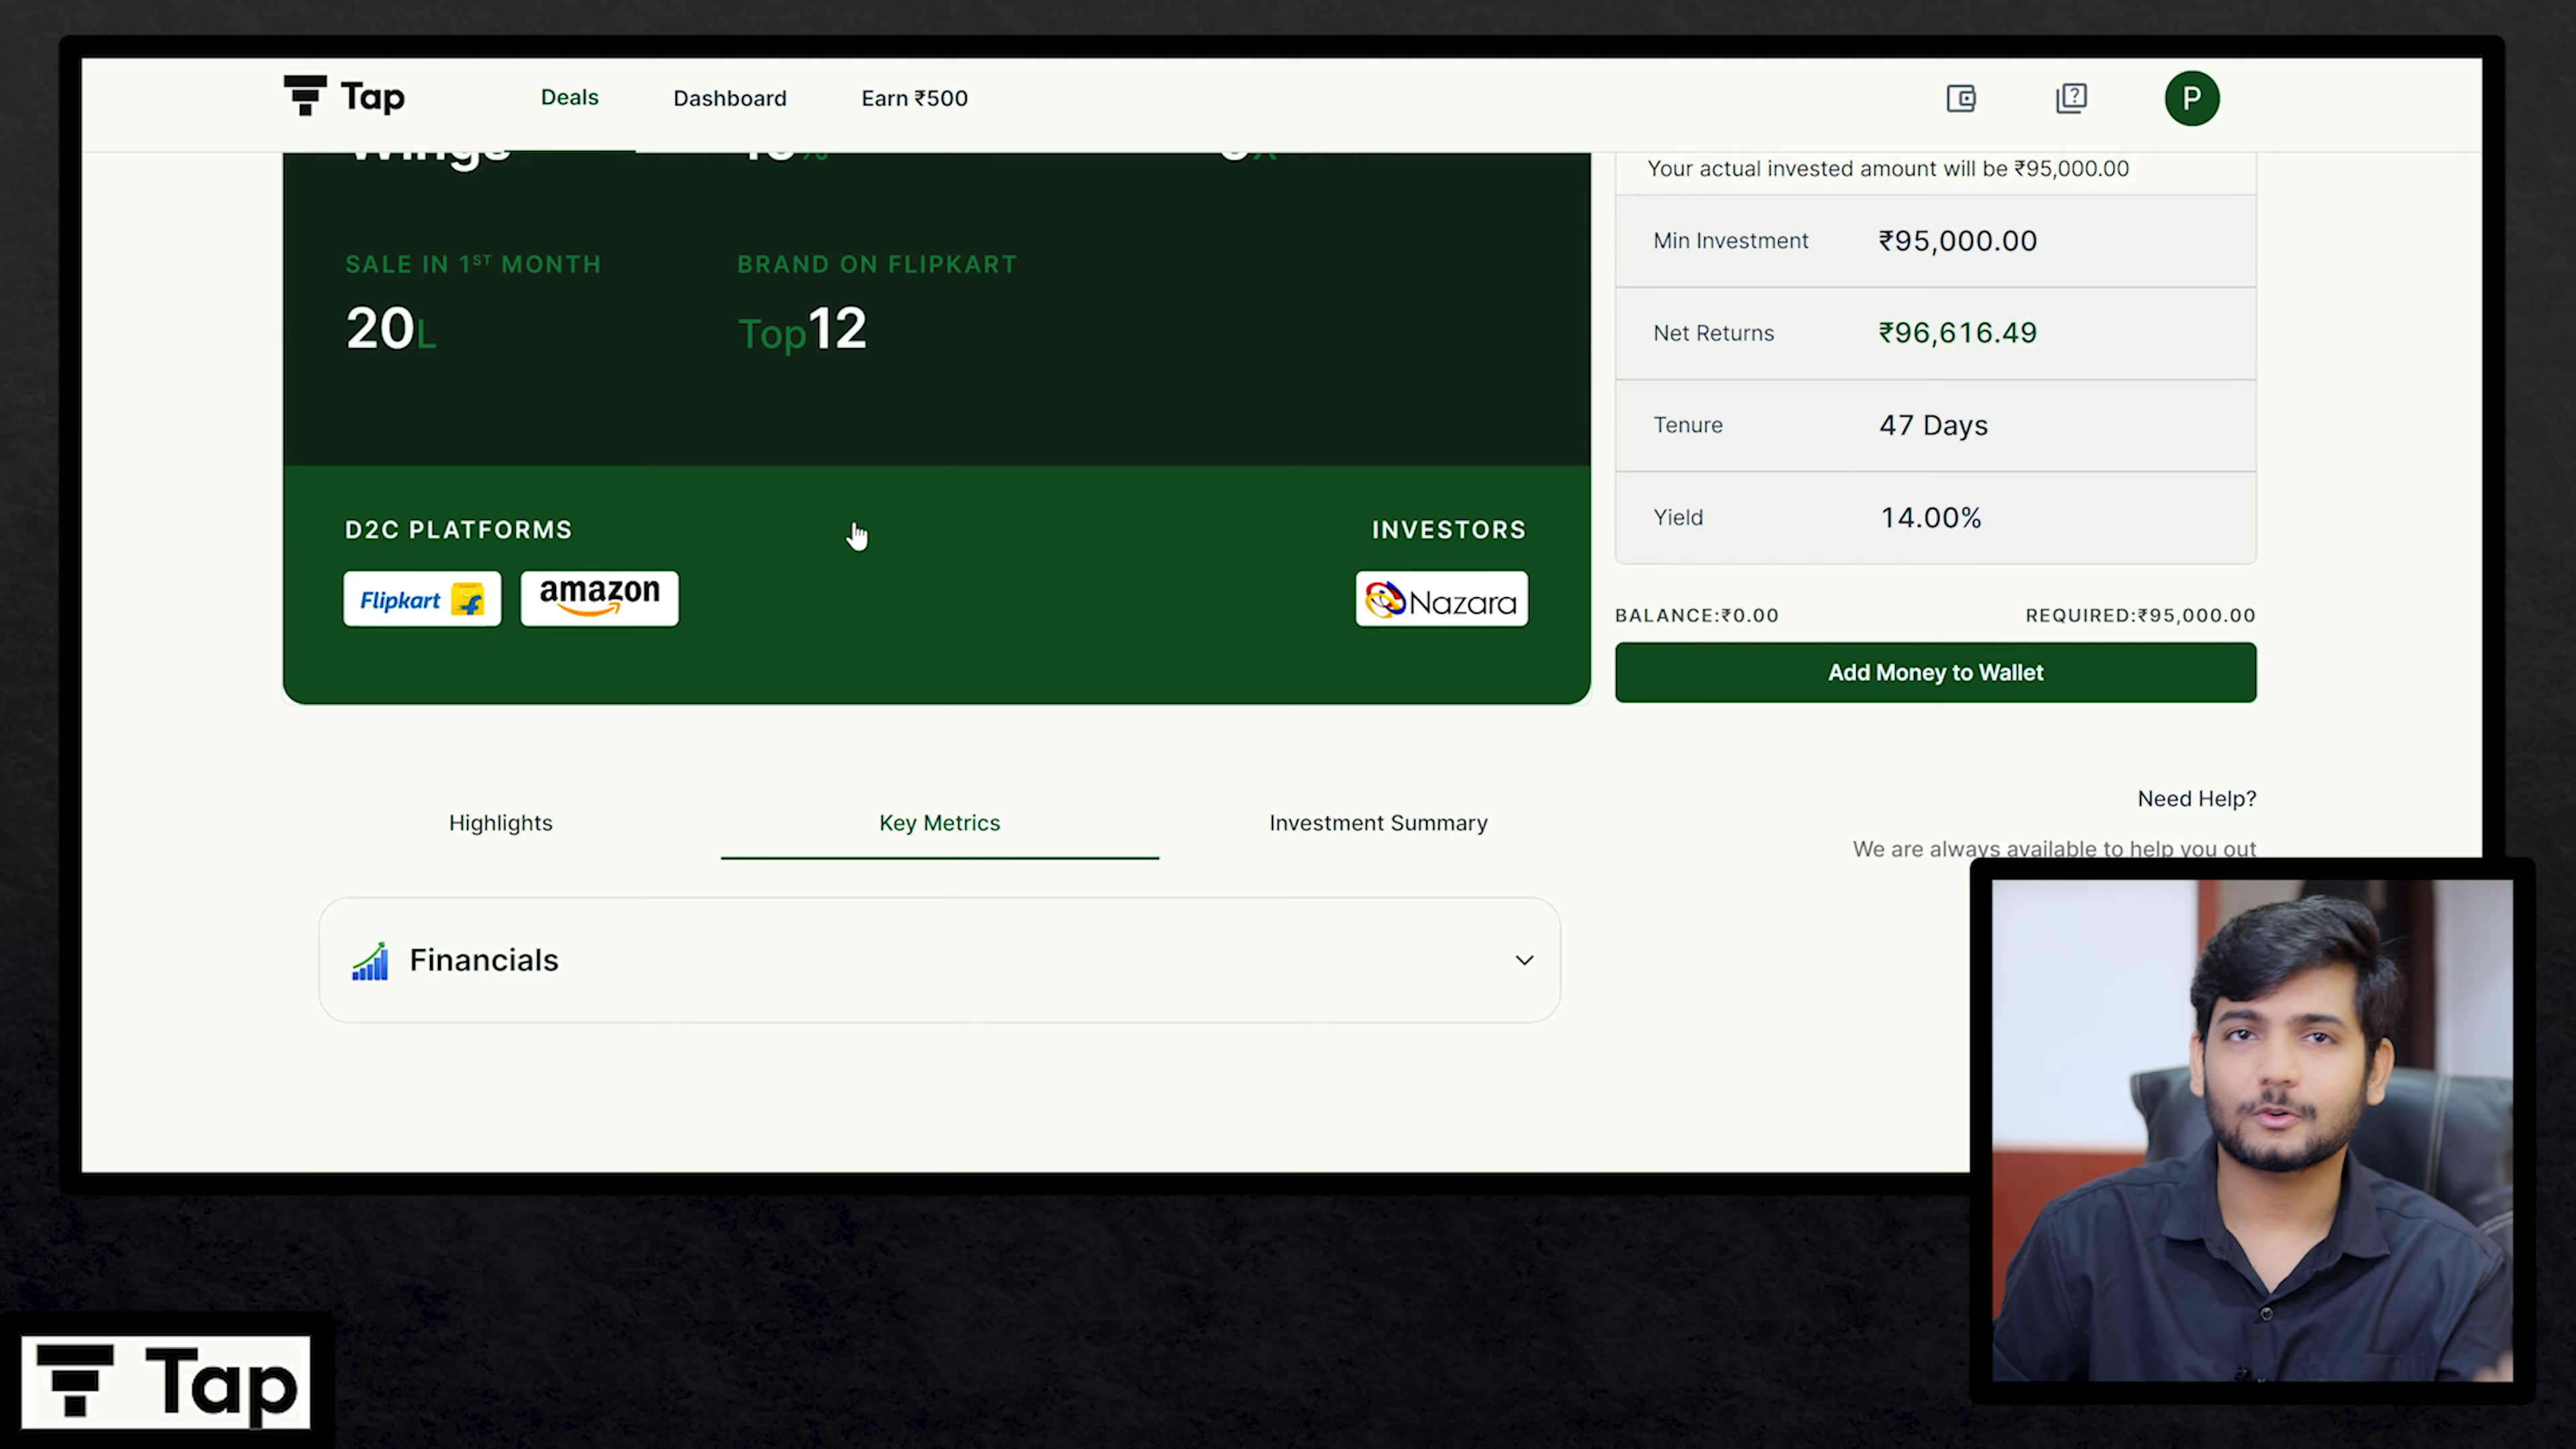 Tap
Deals
Dashboard
Earn ₹500
P
Wings
Your actual invested amount will be ₹95,000.00
Min Investment
₹95,000.00
SALE IN 1ST MONTH
BRAND ON FLIPKART
20L
Top12
Net Returns
₹96,616.49
Tenure
47 Days
Yield
14.00%
D2C PLATFORMS
INVESTORS
Flipkart
amazon
Nazara
BALANCE:₹0.00
REQUIRED:₹95,000.00
Add Money to Wallet
Highlights
Key Metrics
Investment Summary
Need Help?
We are always available to help you out
Financials
Tap